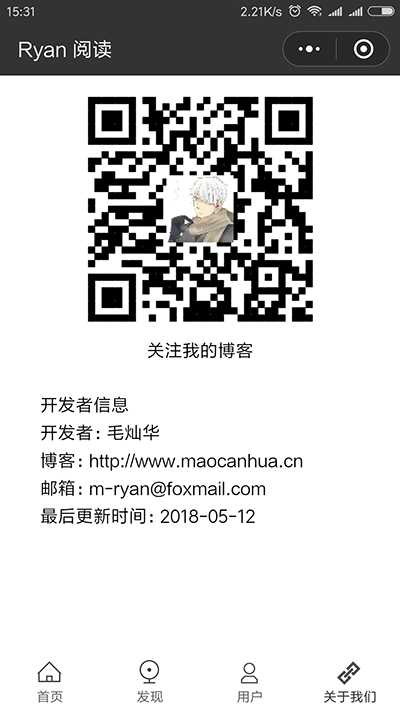 15:31 2.21K/s
Ryan 阅读
关注我的博客
开发者信息
开发者: 毛灿华
博客: http://www.maocanhua.cn
邮箱: m-ryan@foxmail.com
最后更新时间: 2018-05-12
首页 发现 用户 关于我们